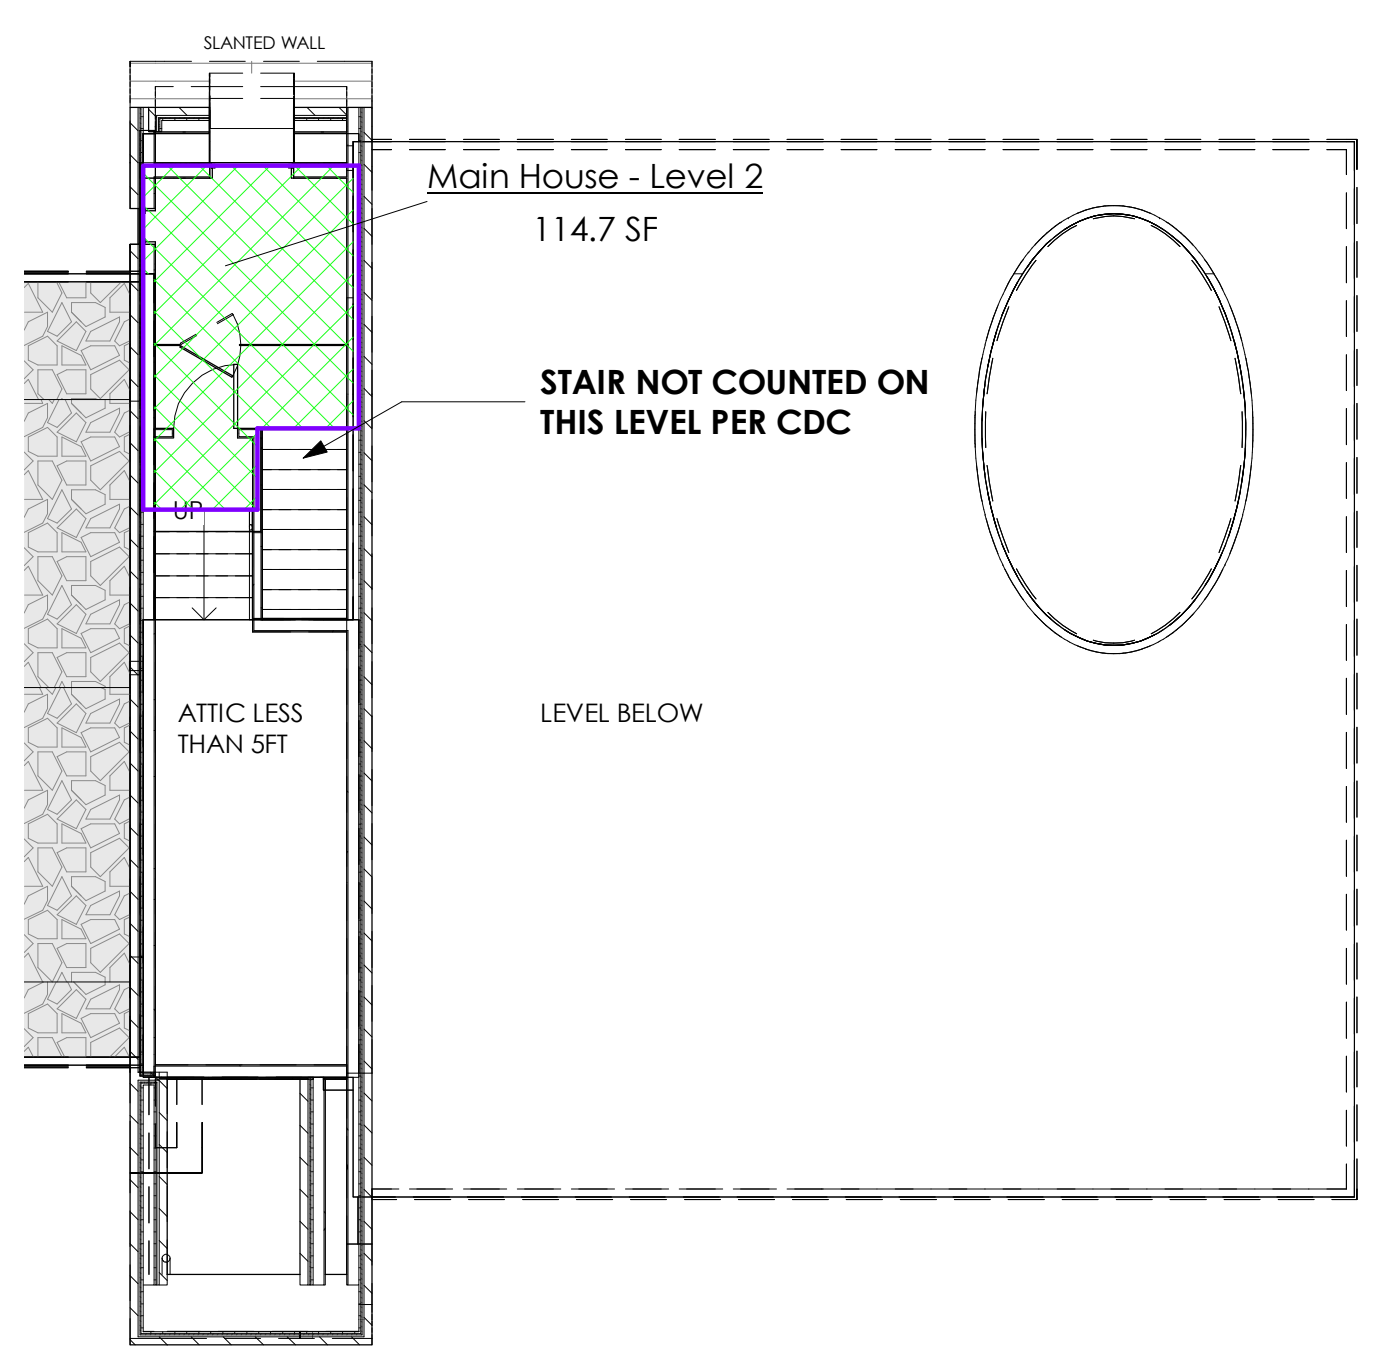 SLANTED WALL
Main House - Level 2
114.7 SF
STAIR NOT COUNTED ON
THIS LEVEL PER CDC
UP
ATTIC LESS
THAN 5FT
LEVEL BELOW